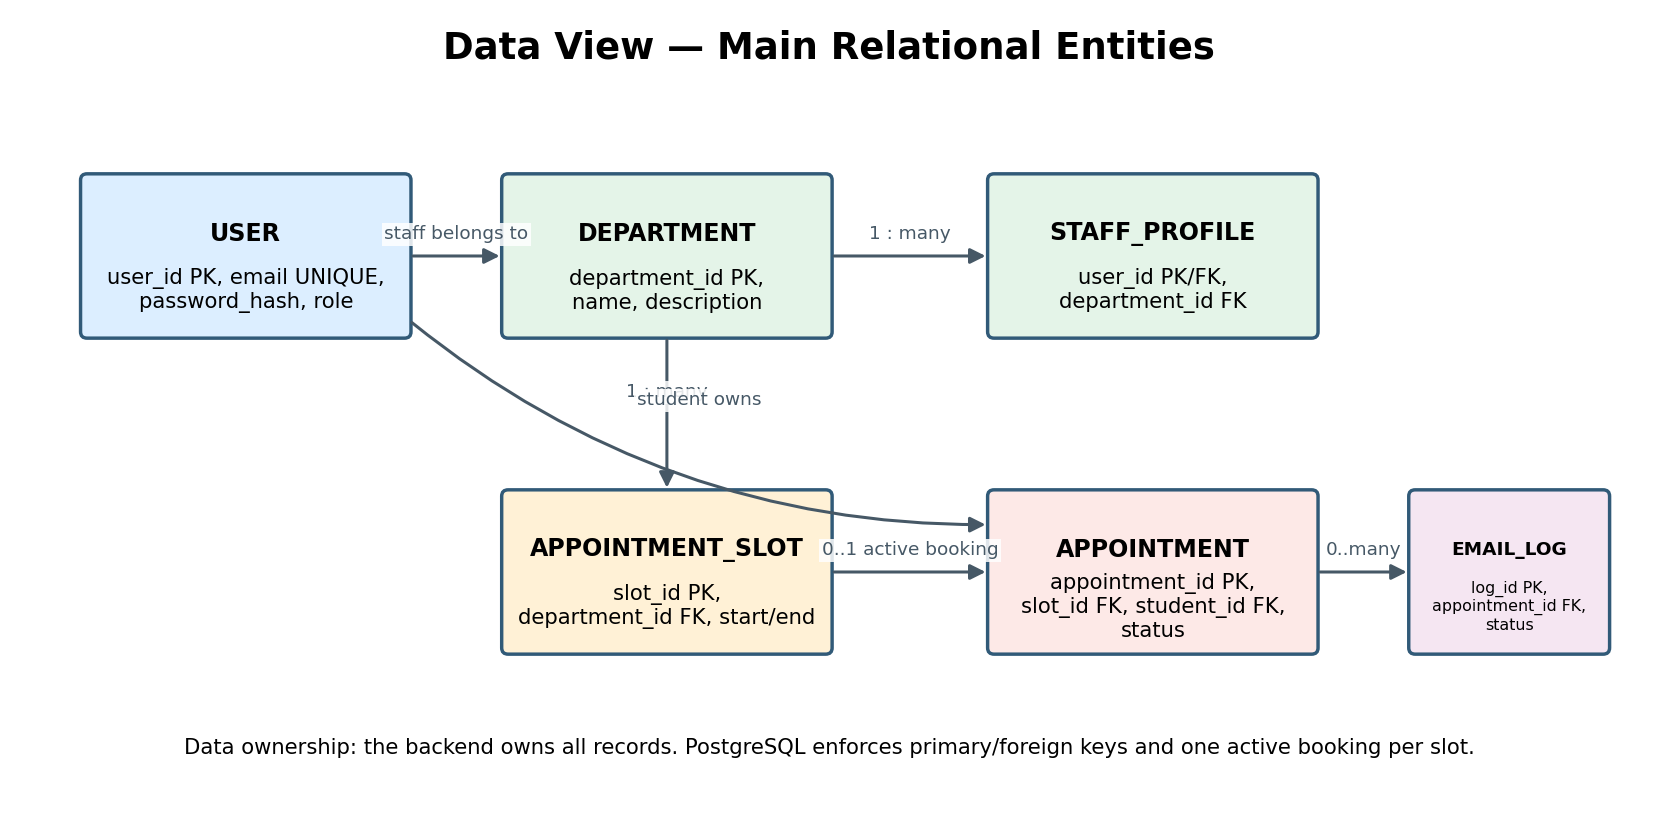 Data View — Main Relational Entities
USER
user_id PK, email UNIQUE,
password_hash, role
staff belongs to
DEPARTMENT
department_id PK,
name, description
1 : many
STAFF_PROFILE
user_id PK/FK,
department_id FK
1 : many
student owns
APPOINTMENT_SLOT
slot_id PK,
department_id FK, start/end
0..1 active booking
APPOINTMENT
appointment_id PK,
slot_id FK, student_id FK,
status
0..many
EMAIL_LOG
log_id PK,
appointment_id FK,
status
Data ownership: the backend owns all records. PostgreSQL enforces primary/foreign keys and one active booking per slot.